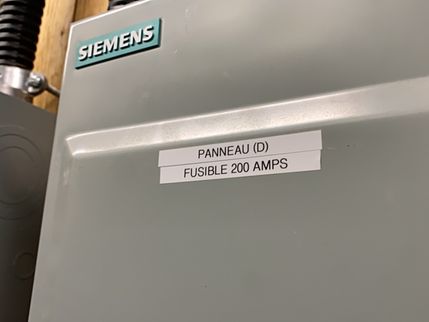 SIEMENS
PANNEAU (D)
FUSIBLE 200 AMPS